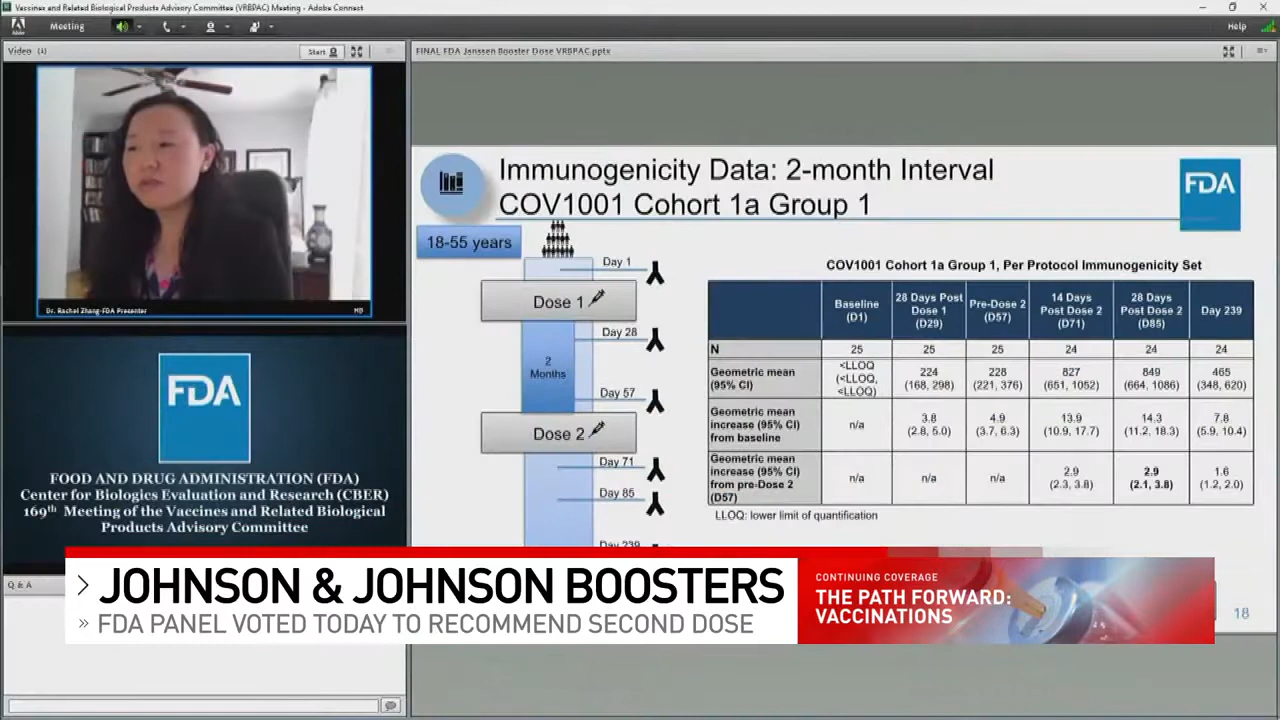 Vaccines and Related Biological Products Advisory Committee (VRBPAC) Meeting - Adobe Connect
Meeting
Help
Video (1)
Start
FINAL FDA Janssen Booster Dose VRBPAC.pptx
Dr. Rachel Zhang-FDA Presenter
HD
FDA
FOOD AND DRUG ADMINISTRATION (FDA)
Center for Biologics Evaluation and Research (CBER)
169th Meeting of the Vaccines and Related Biological
Products Advisory Committee
Q & A
Immunogenicity Data: 2-month Interval
COV1001 Cohort 1a Group 1
FDA
18-55 years
Day 1
Dose 1
Day 28
2
Months
Day 57
Dose 2
Day 71
Day 85
Day 239
COV1001 Cohort 1a Group 1, Per Protocol Immunogenicity Set
Baseline (D1) 28 Days Post Dose 1 (D29) Pre-Dose 2 (D57) 14 Days Post Dose 2 (D71) 28 Days Post Dose 2 (D85) Day 239
N 25 25 25 24 24 24
Geometric mean (95% CI) <LLOQ (<LLOQ, <LLOQ) 224 (168, 298) 228 (221, 376) 827 (651, 1052) 849 (664, 1086) 465 (348, 620)
Geometric mean increase (95% CI) from baseline n/a 3.8 (2.8, 5.0) 4.9 (3.7, 6.3) 13.9 (10.9, 17.7) 14.3 (11.2, 18.3) 7.8 (5.9, 10.4)
Geometric mean increase (95% CI) from pre-Dose 2 (D57) n/a n/a n/a 2.9 (2.3, 3.8) 2.9 (2.1, 3.8) 1.6 (1.2, 2.0)
LLOQ: lower limit of quantification
18
JOHNSON & JOHNSON BOOSTERS
FDA PANEL VOTED TODAY TO RECOMMEND SECOND DOSE
CONTINUING COVERAGE
THE PATH FORWARD:
VACCINATIONS